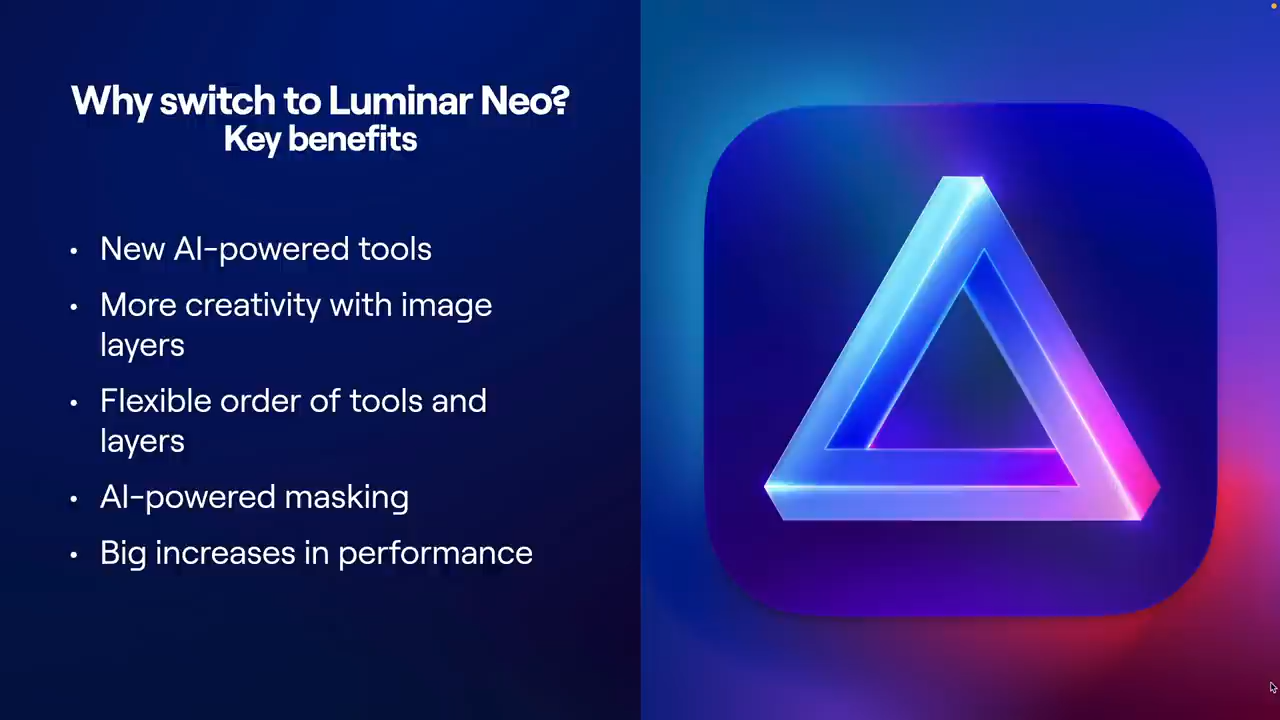 Why switch to Luminar Neo?
Key benefits
• New AI-powered tools
• More creativity with image
layers
• Flexible order of tools and
layers
• AI-powered masking
• Big increases in performance